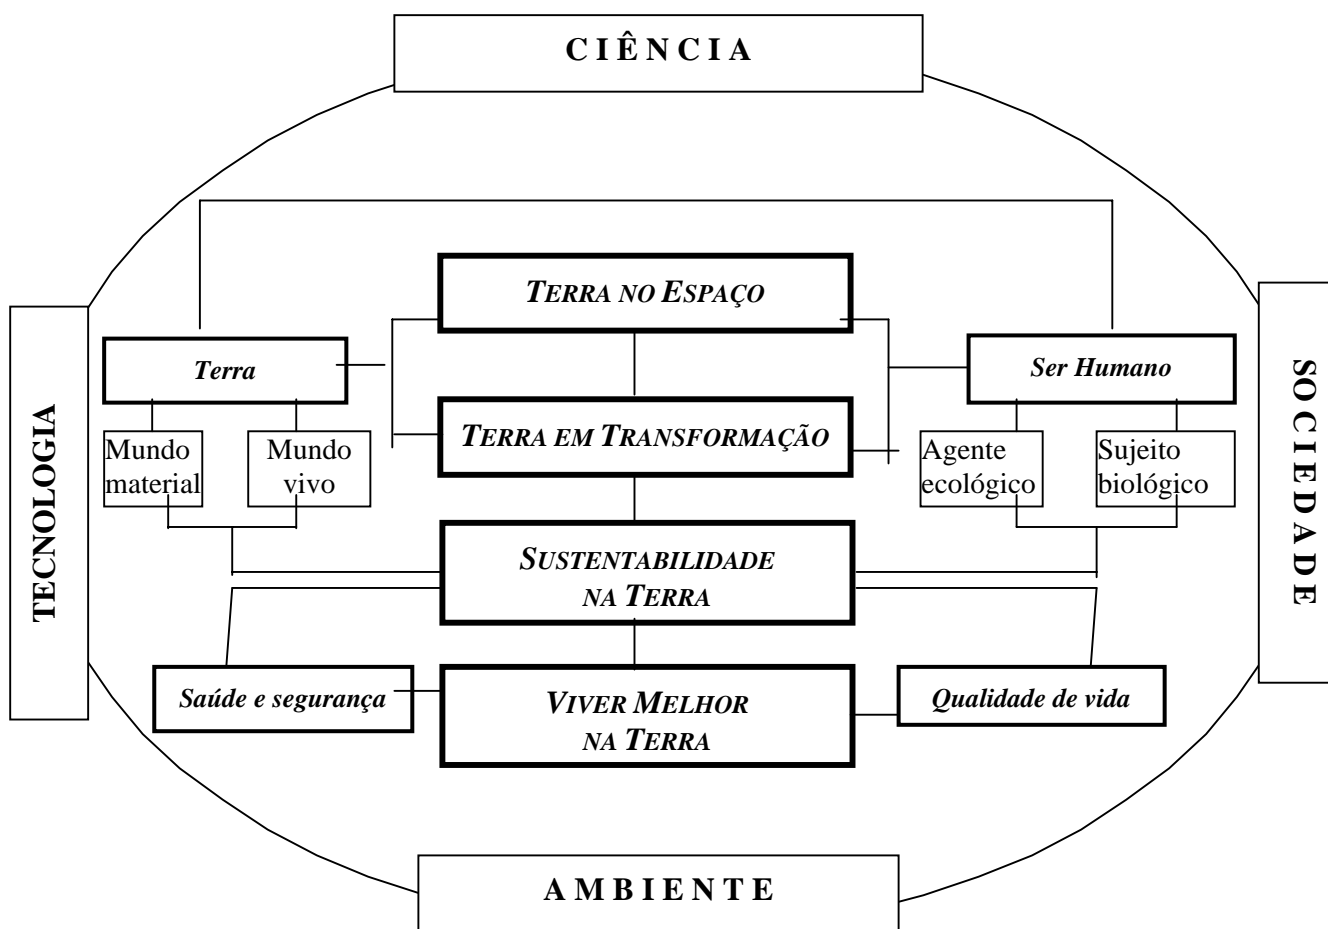 CIÊNCIA
TERRA NO ESPAÇO
Terra
Ser Humano
TECNOLOGIA
SOCIEDADE
TERRA EM TRANSFORMAÇÃO
Mundo
material
Mundo
vivo
Agente
ecológico
Sujeito
biológico
SUSTENTABILIDADE
NA TERRA
Saúde e segurança
VIVER MELHOR
NA TERRA
Qualidade de vida
AMBIENTE